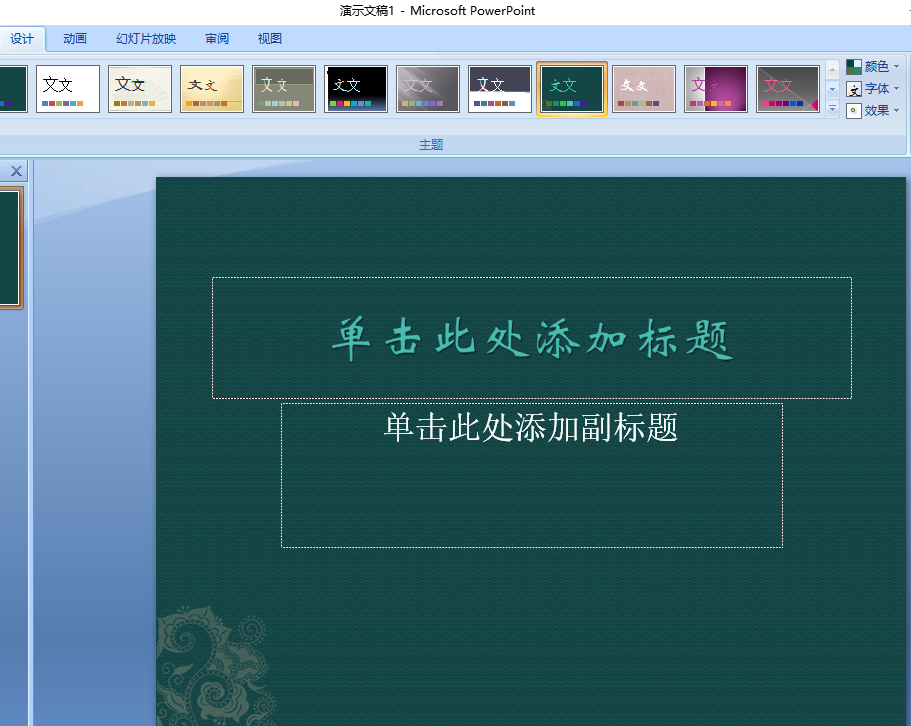 演示文稿1 - Microsoft PowerPoint
设计 动画 幻灯片放映 审阅 视图
文文 文文 文文 文文 文文 文文 文文 文文 文文 文文 文文
颜色
字体
效果
主题
单击此处添加标题
单击此处添加副标题